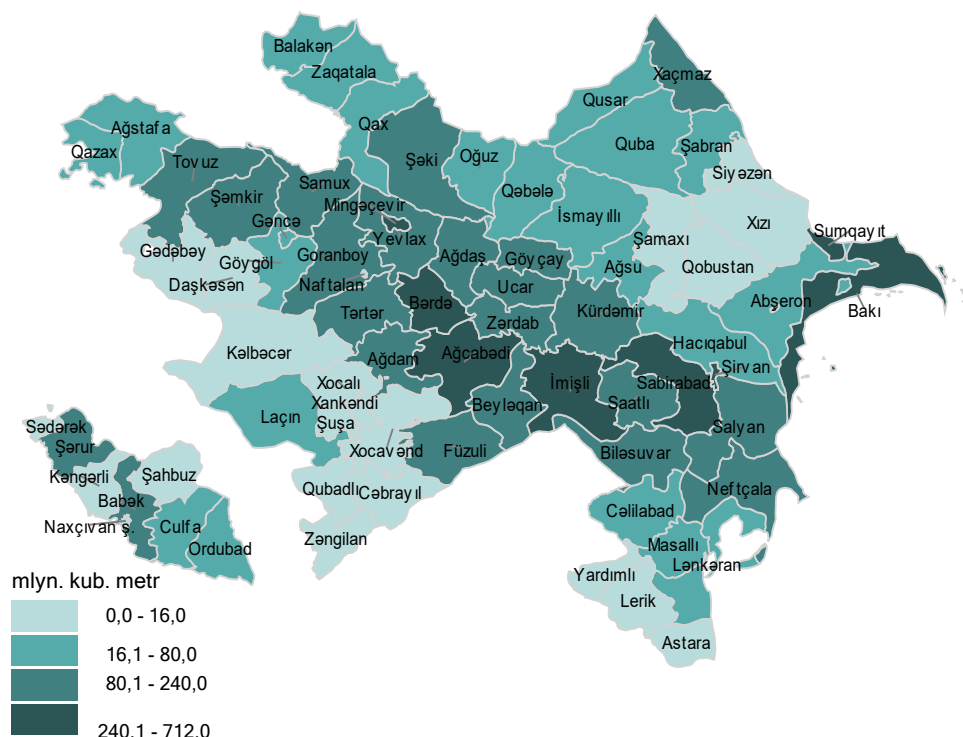 Balakən
Zaqatala
Xaçmaz
Qusar
Ağstafa
Qax
Quba
Qazax
Tovuz
Şəki
Oğuz
Şabran
Siyəzən
Şəmkir
Samux
Mingəçevir
Qəbələ
İsmayıllı
Gəncə
Yevlax
Şamaxı
Xızı
Sumqayıt
Gədəbəy
Göygöl
Goranboy
Ağdaş
Göyçay
Ağsu
Qobustan
Daşkəsən
Naftalan
Ucar
Abşeron
Bakı
Tərtər
Bərdə
Zərdab
Kürdəmir
Kəlbəcər
Ağdam
Ağcabədi
Hacıqabul
Şirvan
Xocalı
İmişli
Sabirabad
Xankəndi
Laçın
Beyləqan
Saatlı
Şuşa
Salyan
Sədərək
Şərur
Xocavənd
Füzuli
Biləsuvar
Kəngərli
Şahbuz
Qubadlı
Cəbrayıl
Neftçala
Babək
Cəlilabad
Naxçıvan ş.
Culfa
Ordubad
Zəngilan
Masallı
Lənkəran
Yardımlı
Lerik
Astara
mlyn. kub. metr
0,0 - 16,0
16,1 - 80,0
80,1 - 240,0
240,1 - 712,0